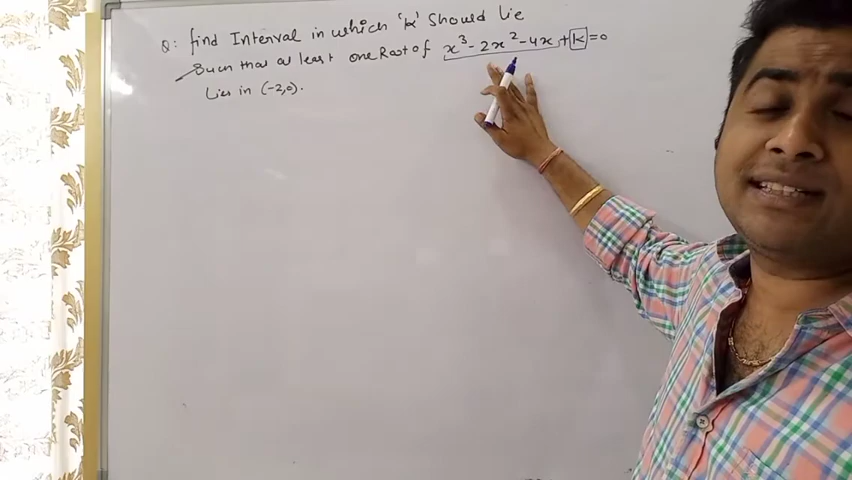 Q: find Interval in which 'k' should lie
Such that at least one Root of x³-2x²-4x+k=0
Lies in (-2,0).